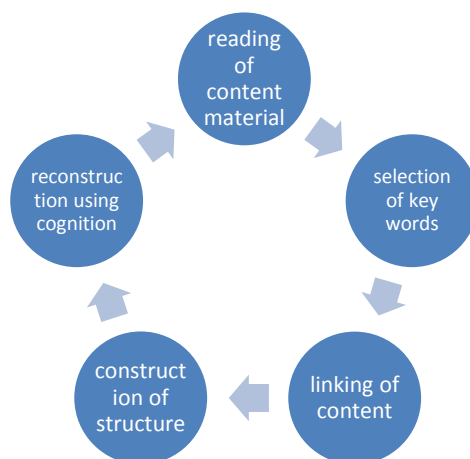 reading
of
content
material
selection
of key
words
linking of
content
construct
ion of
structure
reconstruc
tion using
cognition